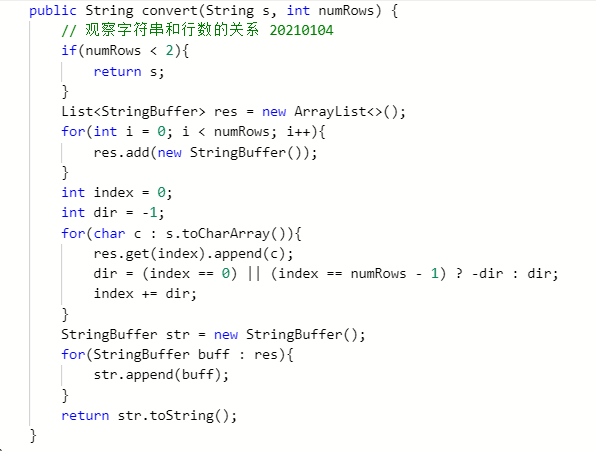 public String convert(String s, int numRows) {
    // 观察字符串和行数的关系 20210104
    if(numRows < 2){
        return s;
    }
    List<StringBuffer> res = new ArrayList<>();
    for(int i = 0; i < numRows; i++){
        res.add(new StringBuffer());
    }
    int index = 0;
    int dir = -1;
    for(char c : s.toCharArray()){
        res.get(index).append(c);
        dir = (index == 0) || (index == numRows - 1) ? -dir : dir;
        index += dir;
    }
    StringBuffer str = new StringBuffer();
    for(StringBuffer buff : res){
        str.append(buff);
    }
    return str.toString();
}